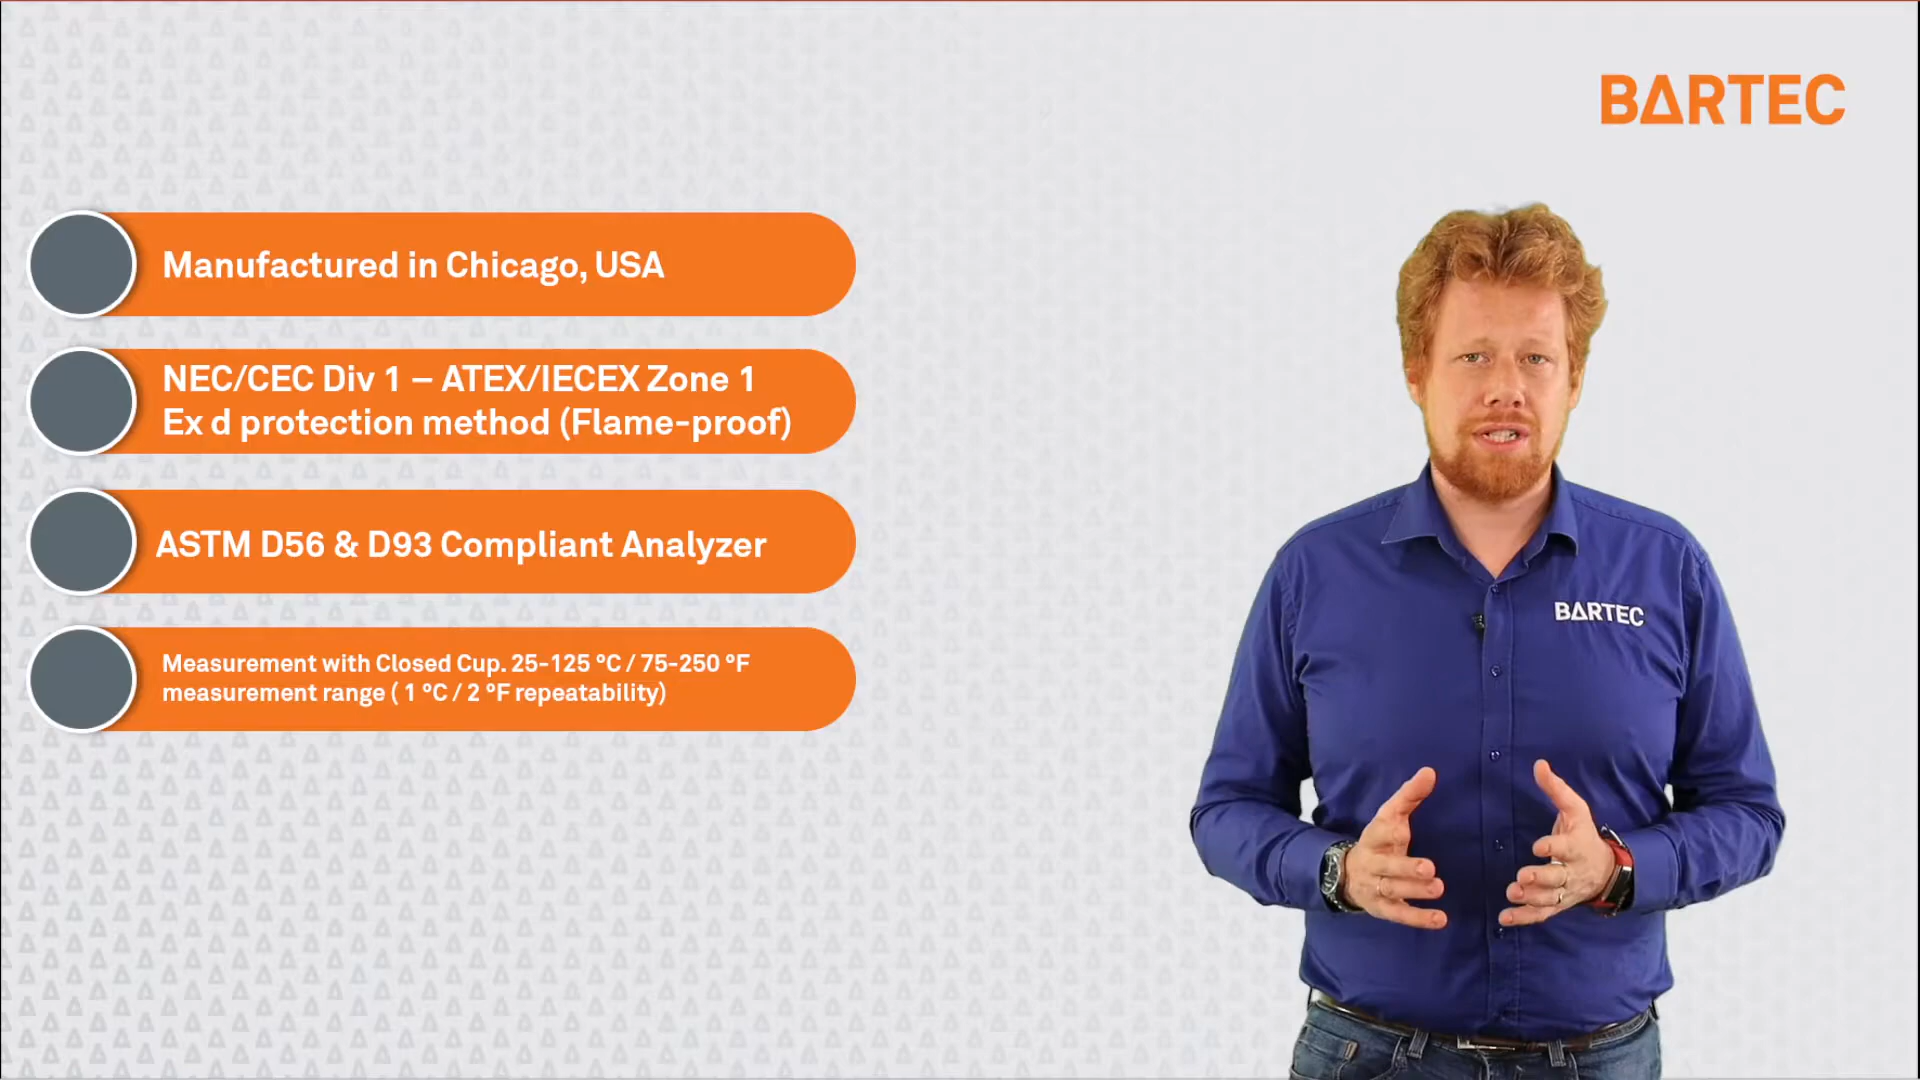 BARTEC
Manufactured in Chicago, USA
NEC/CEC Div 1 – ATEX/IECEX Zone 1
Ex d protection method (Flame-proof)
ASTM D56 & D93 Compliant Analyzer
Measurement with Closed Cup. 25-125 °C / 75-250 °F
measurement range ( 1 °C / 2 °F repeatability)
BARTEC